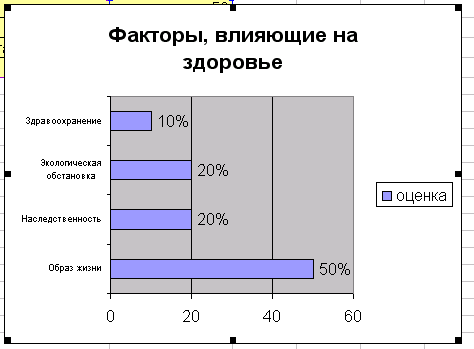 Факторы, влияющие на
здоровье
Здравоохранение
10%
Экологическая
обстановка
20%
Наследственность
20%
Образ жизни
50%
0 20 40 60
оценка